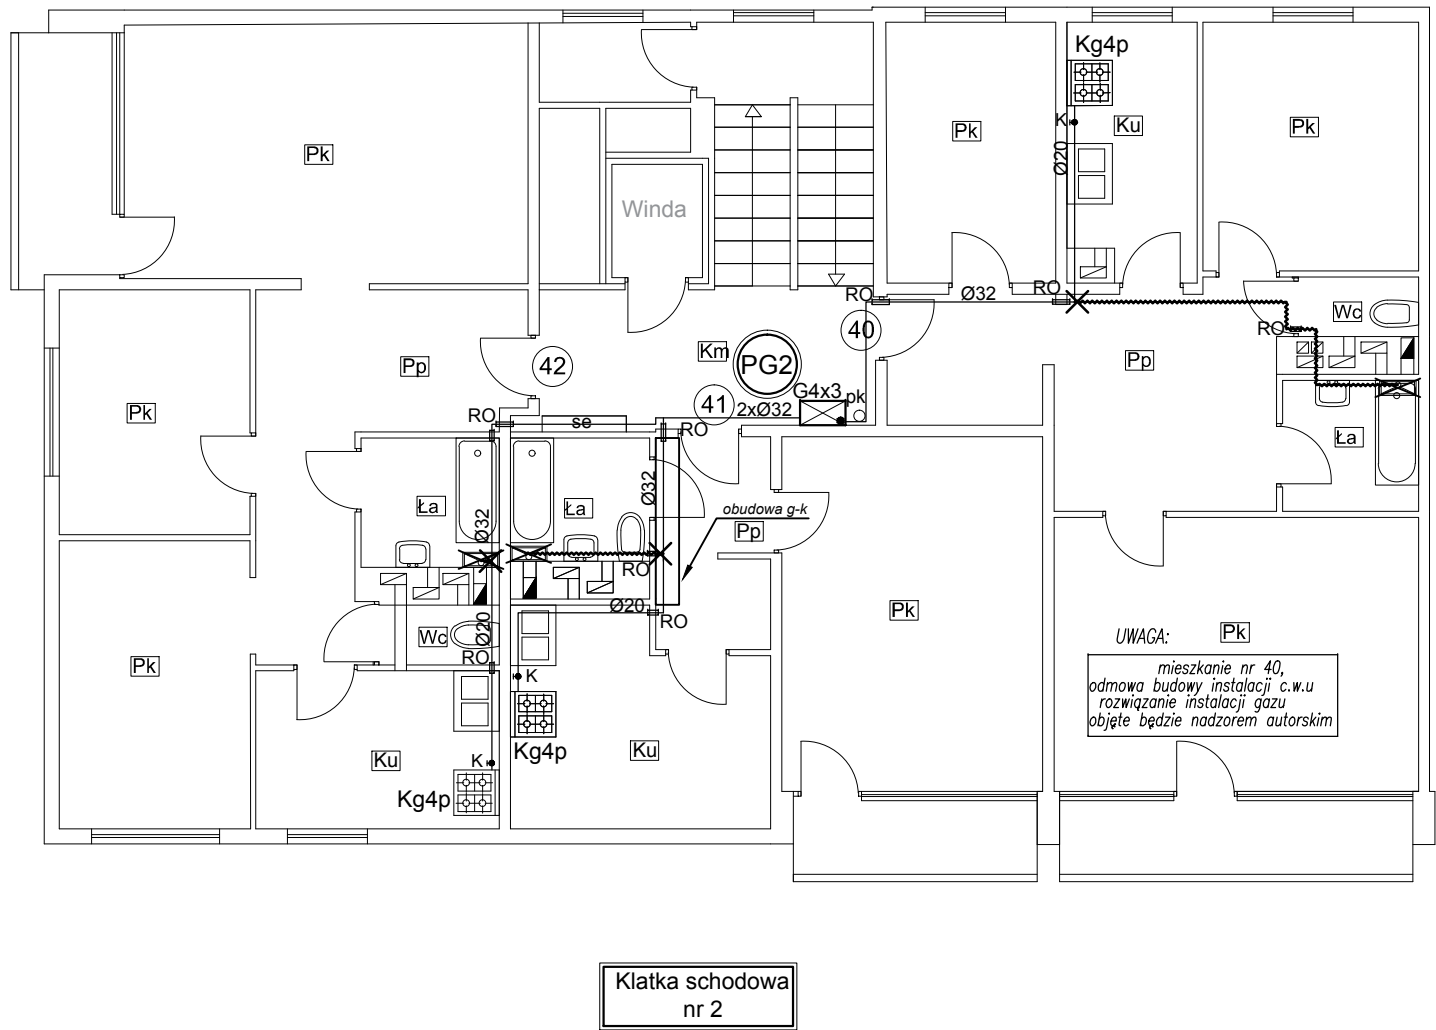 Kg4p
Pk
K
Ku
Pk
Pk
Ø20
Winda
RO
Ø32
RO
40
Wc
RO
Km
PG2
42
Pp
Pp
G4x3
pk
41
2xØ32
Pk
RO
se
RO
Ła
Ła
Ła
Ø32
Ø32
obudowa g-k
Pp
RO
Ø20
Pk
RO
Wc
Ø20
RO
Pk
K
UWAGA:
Pk
mieszkanie nr 40,
odmowa budowy instalacji c.w.u
rozwiązanie instalacji gazu
objęte będzie nadzorem autorskim
Kg4p
Ku
Ku
K
Kg4p
Klatka schodowa
nr 2